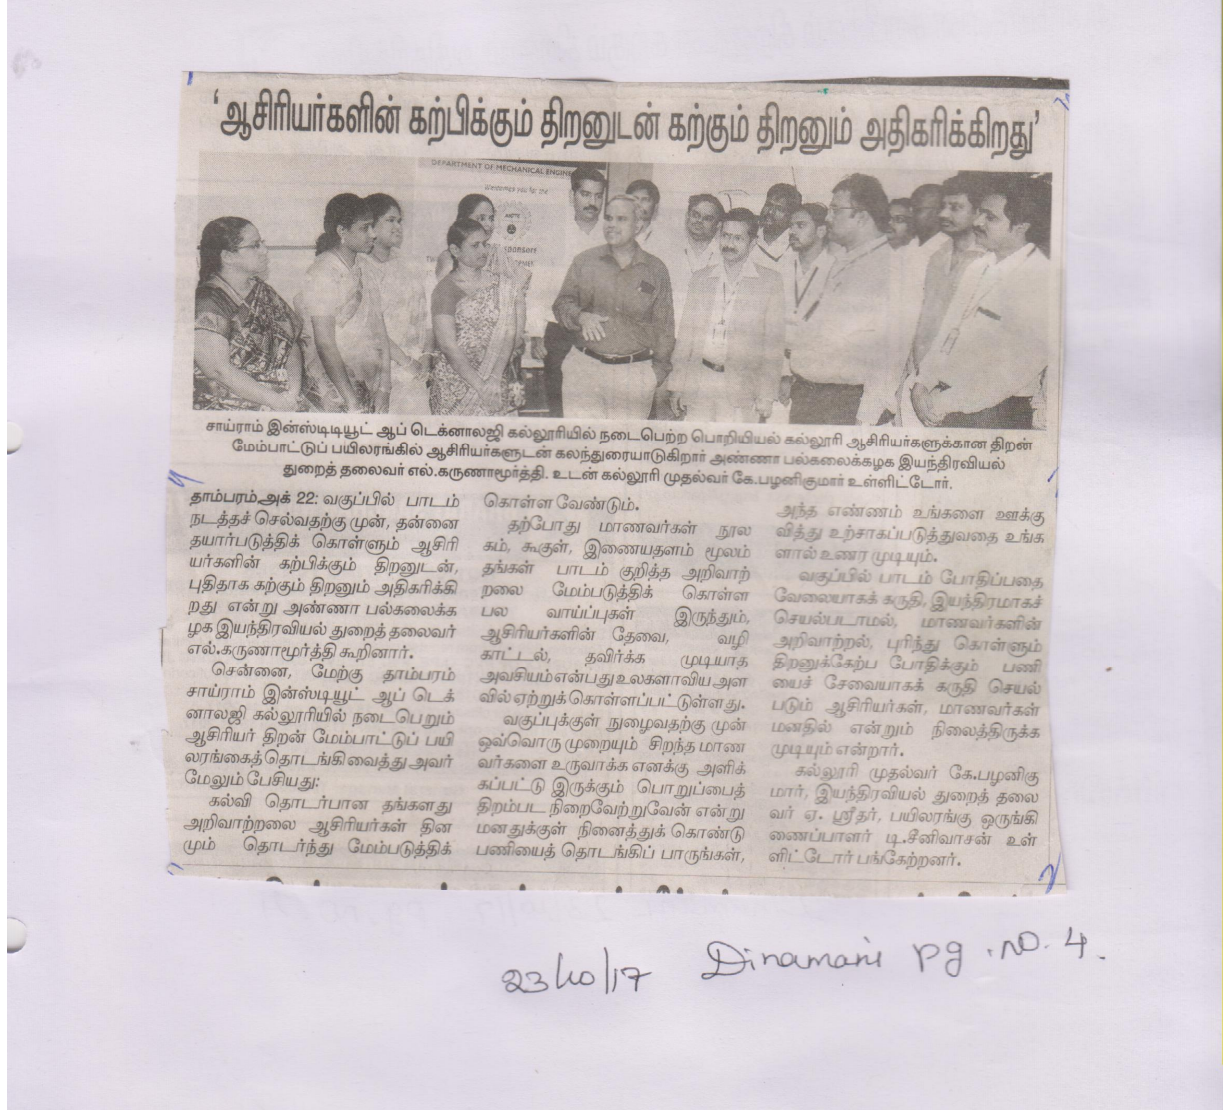 ‘ஆசிரியர்களின் கற்பிக்கும் திறனுடன் கற்கும் திறனும் அதிகரிக்கிறது’
DEPARTMENT OF MECHANICAL ENGINE
Welcomes you for the
சாய்ராம் இன்ஸ்டிடியூட் ஆப் டெக்னாலஜி கல்லூரியில் நடைபெற்ற பொறியியல் கல்லூரி ஆசிரியர்களுக்கான திறன்
மேம்பாட்டுப் பயிலரங்கில் ஆசிரியர்களுடன் கலந்துரையாடுகிறார் அண்ணா பல்கலைக்கழக இயந்திரவியல்
துறைத் தலைவர் எல்.கருணாமூர்த்தி. உடன் கல்லூரி முதல்வர் கே.பழனிகுமார் உள்ளிட்டோர்.
தாம்பரம்,அக் 22: வகுப்பில் பாடம்
நடத்தச் செல்வதற்கு முன், தன்னை
தயார்படுத்திக் கொள்ளும் ஆசிரி
யர்களின் கற்பிக்கும் திறனுடன்,
புதிதாக கற்கும் திறனும் அதிகரிக்கி
றது என்று அண்ணா பல்கலைக்க
ழக இயந்திரவியல் துறைத் தலைவர்
எல்.கருணாமூர்த்தி கூறினார்.
சென்னை, மேற்கு தாம்பரம்
சாய்ராம் இன்ஸ்டியூட் ஆப் டெக்
னாலஜி கல்லூரியில் நடைபெறும்
ஆசிரியர் திறன் மேம்பாட்டுப் பயி
லரங்கைத் தொடங்கி வைத்து அவர்
மேலும் பேசியது:
கல்வி தொடர்பான தங்களது
அறிவாற்றலை ஆசிரியர்கள் தின
மும் தொடர்ந்து மேம்படுத்திக்
கொள்ள வேண்டும்.
தற்போது மாணவர்கள் நூல
கம், கூகுள், இணையதளம் மூலம்
தங்கள் பாடம் குறித்த அறிவாற்
றலை மேம்படுத்திக் கொள்ள
பல வாய்ப்புகள் இருந்தும்,
ஆசிரியர்களின் தேவை, வழி
காட்டல், தவிர்க்க முடியாத
அவசியம் என்பது உலகளாவிய அள
வில் ஏற்றுக்கொள்ளப்பட்டுள்ளது.
வகுப்புக்குள் நுழைவதற்கு முன்
ஒவ்வொரு முறையும் சிறந்த மாண
வர்களை உருவாக்க எனக்கு அளிக்
கப்பட்டு இருக்கும் பொறுப்பைத்
திறம்பட நிறைவேற்றுவேன் என்று
மனதுக்குள் நினைத்துக் கொண்டு
பணியைத் தொடங்கிப் பாருங்கள்,
அந்த எண்ணம் உங்களை ஊக்கு
வித்து உற்சாகப்படுத்துவதை உங்க
ளால் உணர முடியும்.
வகுப்பில் பாடம் போதிப்பதை
வேலையாகக் கருதி, இயந்திரமாகச்
செயல்படாமல், மாணவர்களின்
அறிவாற்றல், புரிந்து கொள்ளும்
திறனுக்கேற்ப போதிக்கும் பணி
யைச் சேவையாகக் கருதி செயல்
படும் ஆசிரியர்கள், மாணவர்கள்
மனதில் என்றும் நிலைத்திருக்க
முடியும் என்றார்.
கல்லூரி முதல்வர் கே.பழனிகு
மார், இயந்திரவியல் துறைத் தலை
வர் ஏ. ஸ்ரீதர், பயிலரங்கு ஒருங்கி
ணைப்பாளர் டி.சீனிவாசன் உள்
ளிட்டோர் பங்கேற்றனர்.
23/10/17 Dinamani pg.no.4.